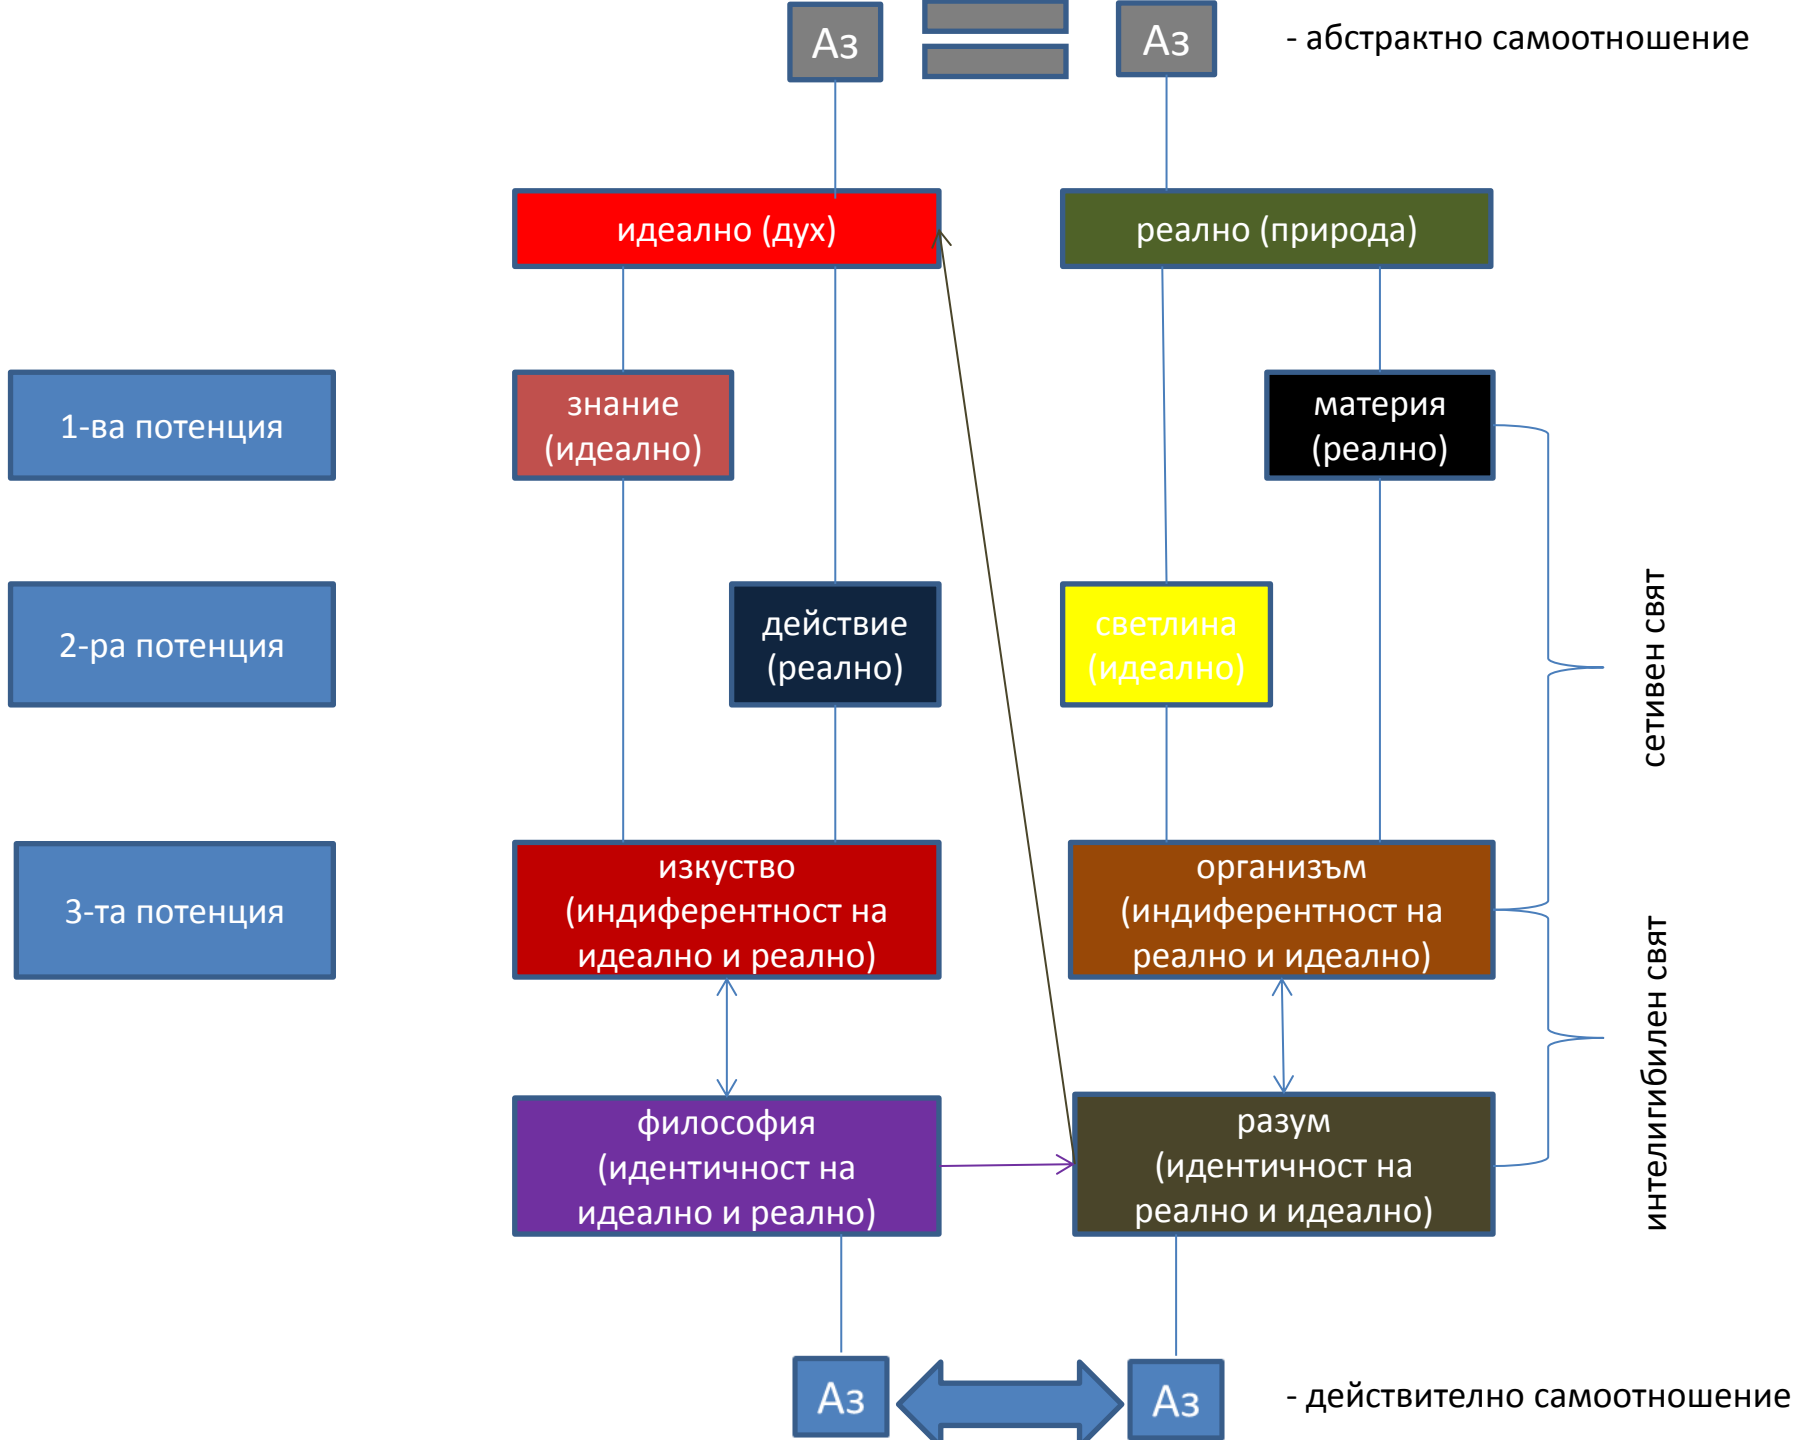 Аз
Аз
- абстрактно самоотношение
идеално (дух)
реално (природа)
1-ва потенция
знание
(идеално)
материя
(реално)
2-ра потенция
действие
(реално)
светлина
(идеално)
сетивен свят
3-та потенция
изкуство
(индиферентност на
идеално и реално)
организъм
(индиферентност на
реално и идеално)
интелигибилен свят
философия
(идентичност на
идеално и реално)
разум
(идентичност на
реално и идеално)
Аз
Аз
- действително самоотношение